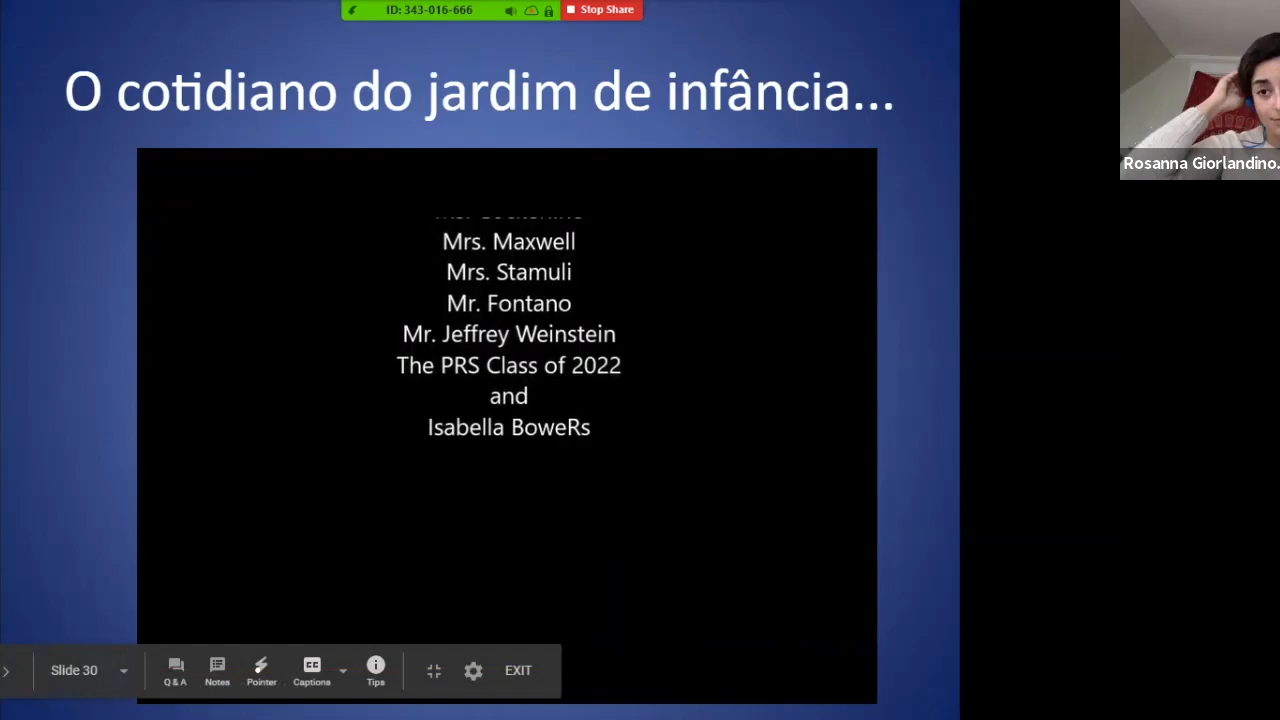 ID: 343-016-666
Stop Share
O cotidiano do jardim de infância...
Rosanna Giorlandino.
Mrs. Maxwell
Mrs. Stamuli
Mr. Fontano
Mr. Jeffrey Weinstein
The PRS Class of 2022
and
Isabella BoweRs
Slide 30
Q & A
Notes
Pointer
CC
Captions
Tips
EXIT